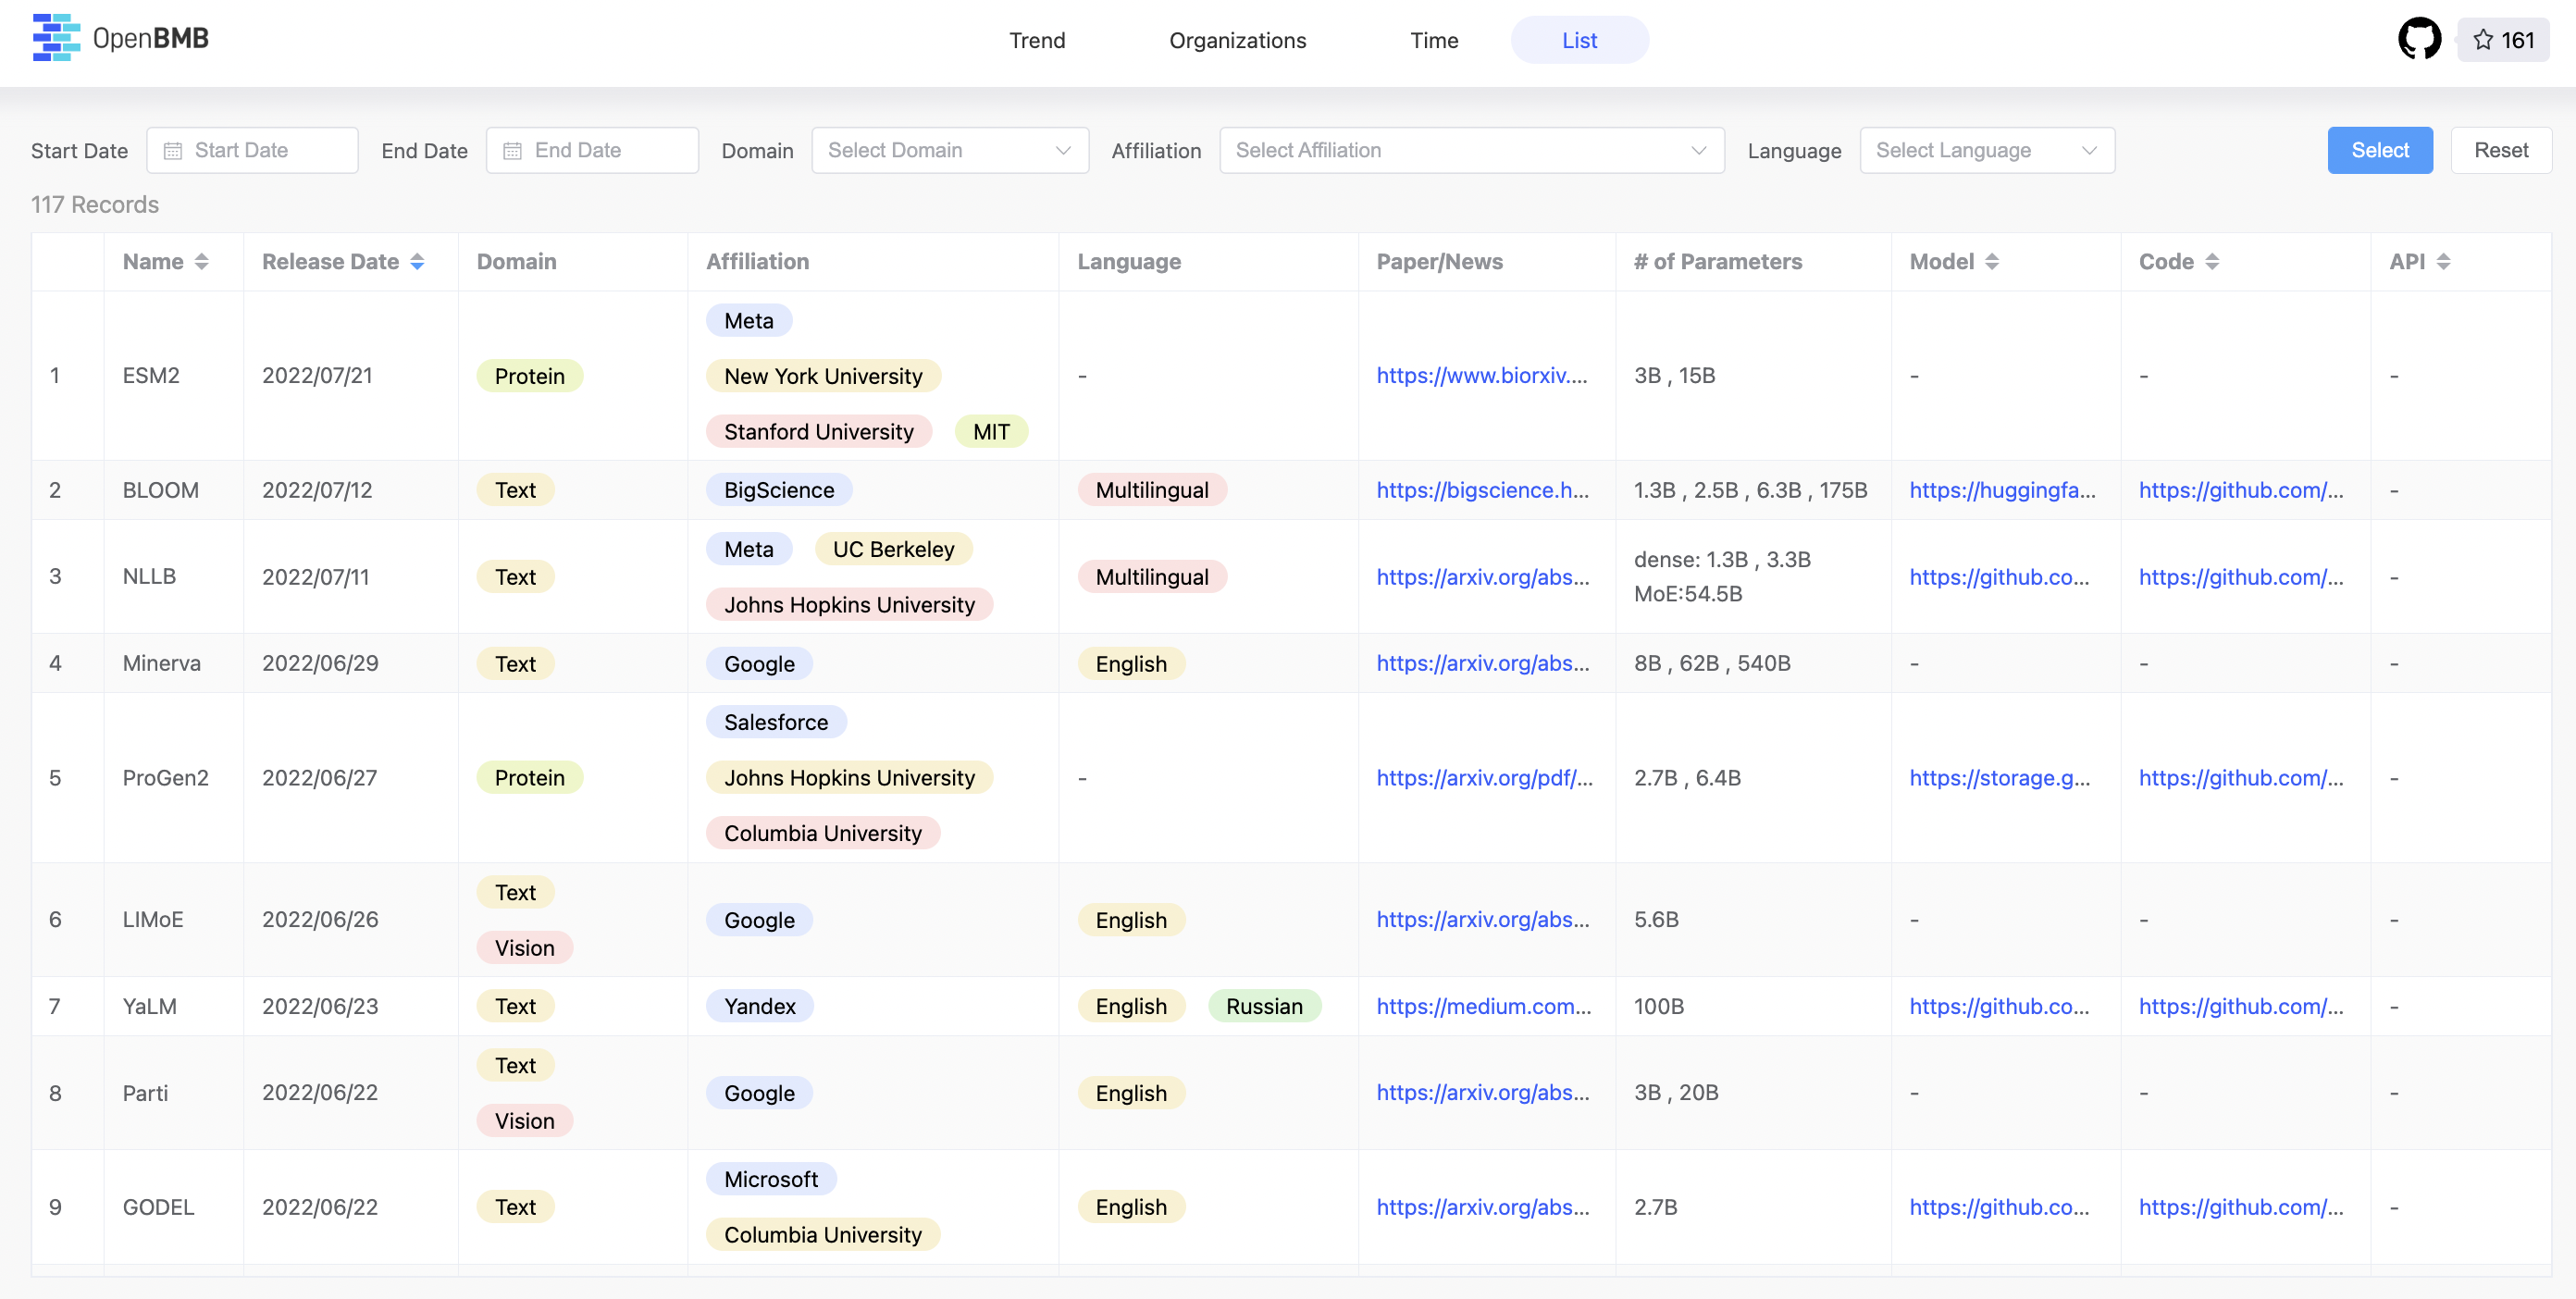 OpenBMB
Trend Organizations Time List
161
Start Date Start Date End Date End Date Domain Select Domain Affiliation Select Affiliation Language Select Language Select Reset
117 Records
Name Release Date Domain Affiliation Language Paper/News # of Parameters Model Code API
1 ESM2 2022/07/21 Protein Meta New York University Stanford University MIT - https://www.biorxiv.... 3B , 15B - - -
2 BLOOM 2022/07/12 Text BigScience Multilingual https://bigscience.h... 1.3B , 2.5B , 6.3B , 175B https://huggingfa... https://github.com/... -
3 NLLB 2022/07/11 Text Meta UC Berkeley Johns Hopkins University Multilingual https://arxiv.org/abs... dense: 1.3B , 3.3B MoE:54.5B https://github.co... https://github.com/... -
4 Minerva 2022/06/29 Text Google English https://arxiv.org/abs... 8B , 62B , 540B - - -
5 ProGen2 2022/06/27 Protein Salesforce Johns Hopkins University Columbia University - https://arxiv.org/pdf/... 2.7B , 6.4B https://storage.g... https://github.com/... -
6 LIMoE 2022/06/26 Text Vision Google English https://arxiv.org/abs... 5.6B - - -
7 YaLM 2022/06/23 Text Yandex English Russian https://medium.com... 100B https://github.co... https://github.com/... -
8 Parti 2022/06/22 Text Vision Google English https://arxiv.org/abs... 3B , 20B - - -
9 GODEL 2022/06/22 Text Microsoft Columbia University English https://arxiv.org/abs... 2.7B https://github.co... https://github.com/... -